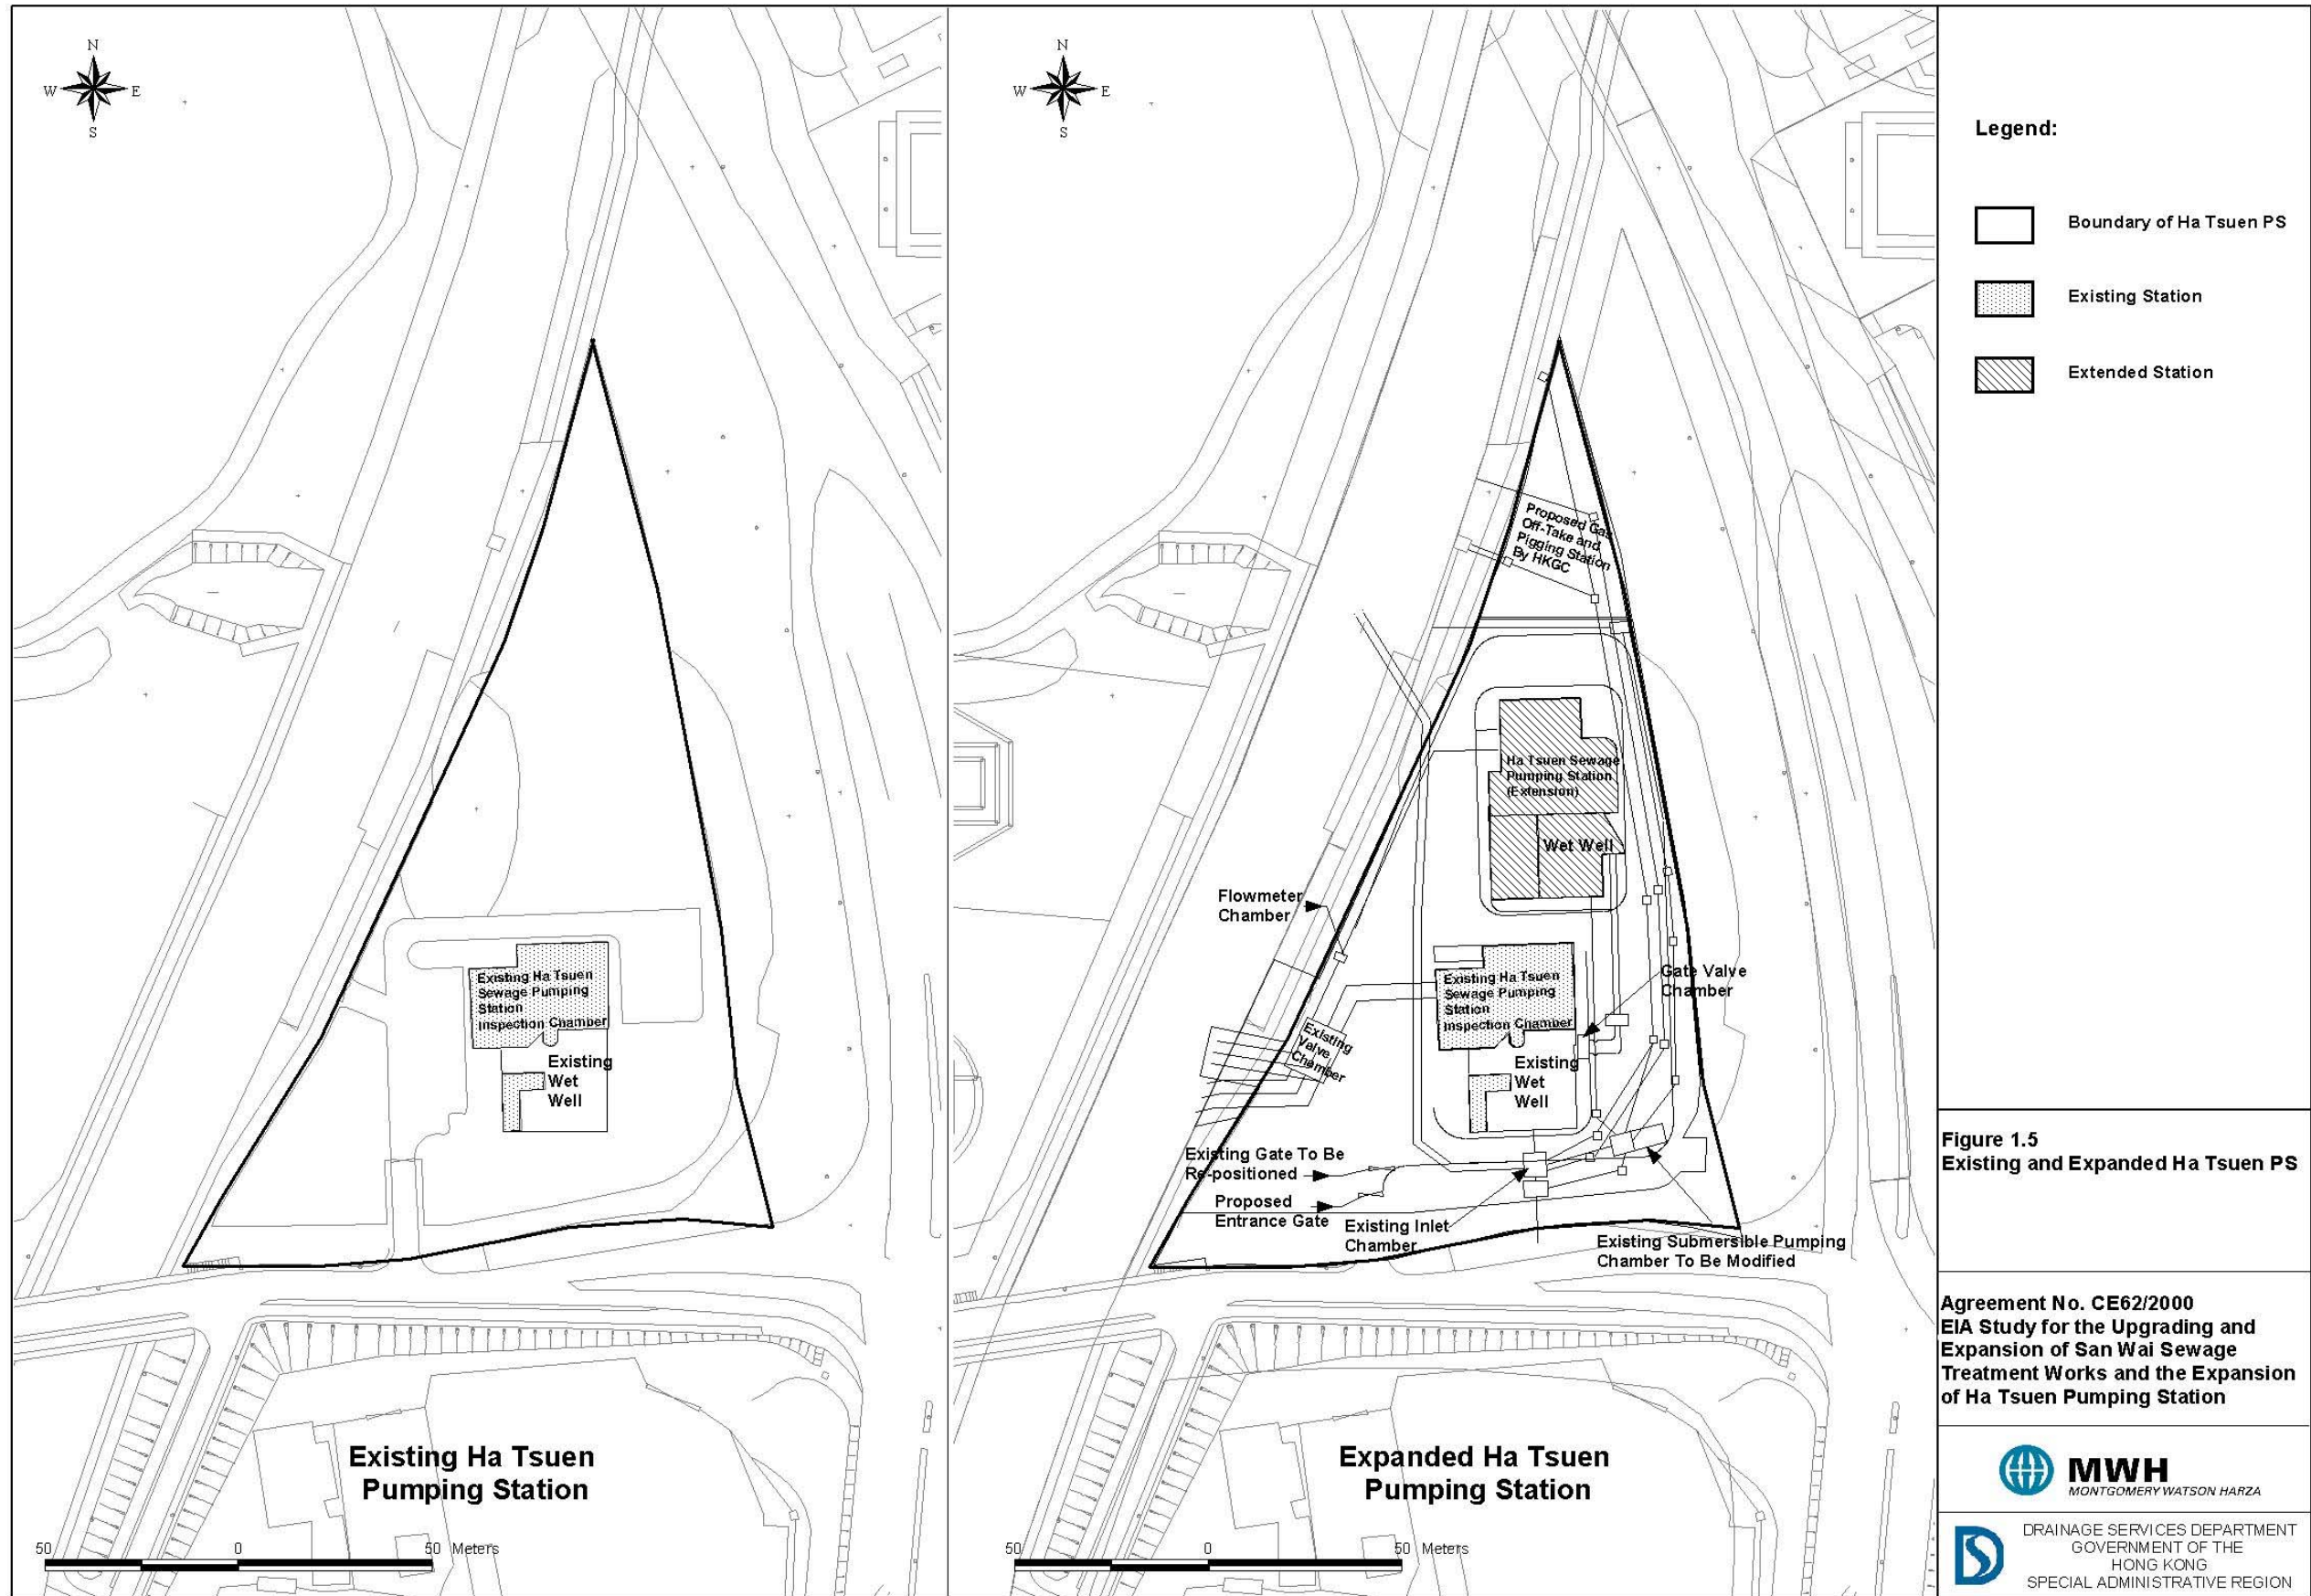 N
W
E
S
Existing Ha Tsuen
Sewage Pumping
Station
Inspection Chamber
Existing
Wet
Well
Existing Ha Tsuen
Pumping Station
50
0
50 Meters
N
W
E
S
Proposed Gas
Off-Take and
Pigging Station
By HKGC
Ha Tsuen Sewage
Pumping Station
(Extension)
Wet Well
Flowmeter
Chamber
Existing Ha Tsuen
Sewage Pumping
Station
Inspection Chamber
Gate Valve
Chamber
Existing
Valve
Chamber
Existing
Wet
Well
Existing Gate To Be
Re-positioned
Proposed
Entrance Gate
Existing Inlet
Chamber
Existing Submersible Pumping
Chamber To Be Modified
Expanded Ha Tsuen
Pumping Station
50
0
50 Meters
Legend:
Boundary of Ha Tsuen PS
Existing Station
Extended Station
Figure 1.5
Existing and Expanded Ha Tsuen PS
Agreement No. CE62/2000
EIA Study for the Upgrading and
Expansion of San Wai Sewage
Treatment Works and the Expansion
of Ha Tsuen Pumping Station
MWH
MONTGOMERY WATSON HARZA
DRAINAGE SERVICES DEPARTMENT
GOVERNMENT OF THE
HONG KONG
SPECIAL ADMINISTRATIVE REGION